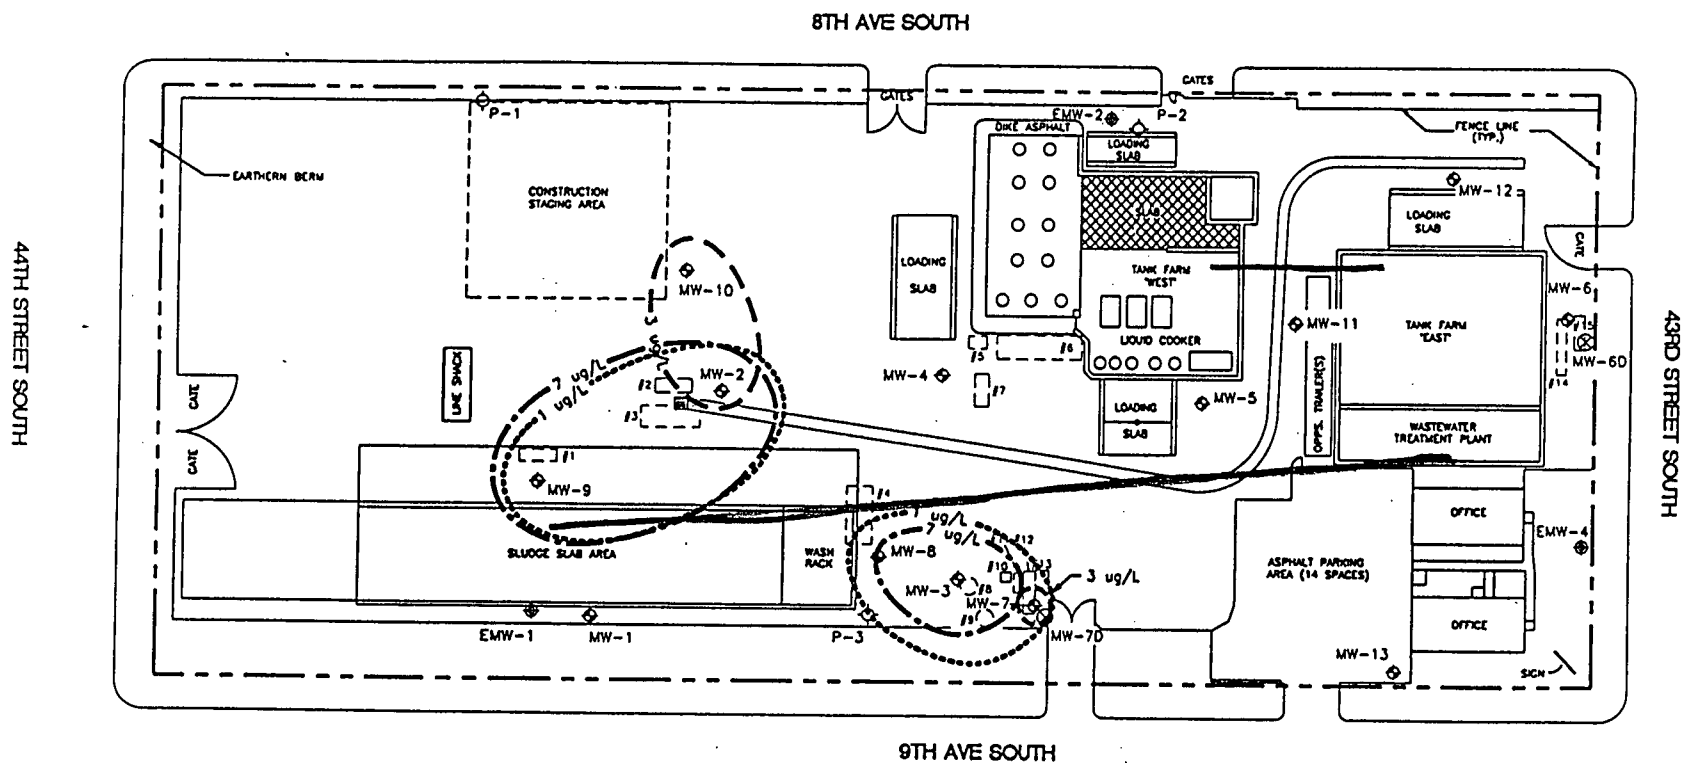 8TH AVE SOUTH
GATES
GATES
P-1
EMW-2
P-2
DIKE ASPHALT
FENCE LINE
(TYP.)
LOADING
SLAB
EARTHERN BERM
CONSTRUCTION
STAGING AREA
SLAB
MW-12
LOADING
SLAB
GATE
44TH STREET SOUTH
43RD STREET SOUTH
LOADING
SLAB
TANK FARM
"WEST"
MW-10
MW-6
3 ug/L
MW-11
TANK FARM
"EAST"
#15
LIQUID COOKER
#5
#6
MW-6D
LINE SHACK
7 ug/L
1 ug/L
#2
MW-2
MW-4
#7
#14
GATE
#3
LOADING
SLAB
MW-5
OPPS. TRAILER(S)
WASTEWATER
TREATMENT PLANT
GATE
#1
MW-9
#4
1 ug/L
7 ug/L
OFFICE
EMW-4
SLUDGE SLAB AREA
WASH
RACK
MW-8
#12
#10
#13
3 ug/L
ASPHALT PARKING
AREA (14 SPACES)
MW-3
#8
MW-7
#9
EMW-1
MW-1
P-3
MW-7D
OFFICE
MW-13
SIGN
9TH AVE SOUTH